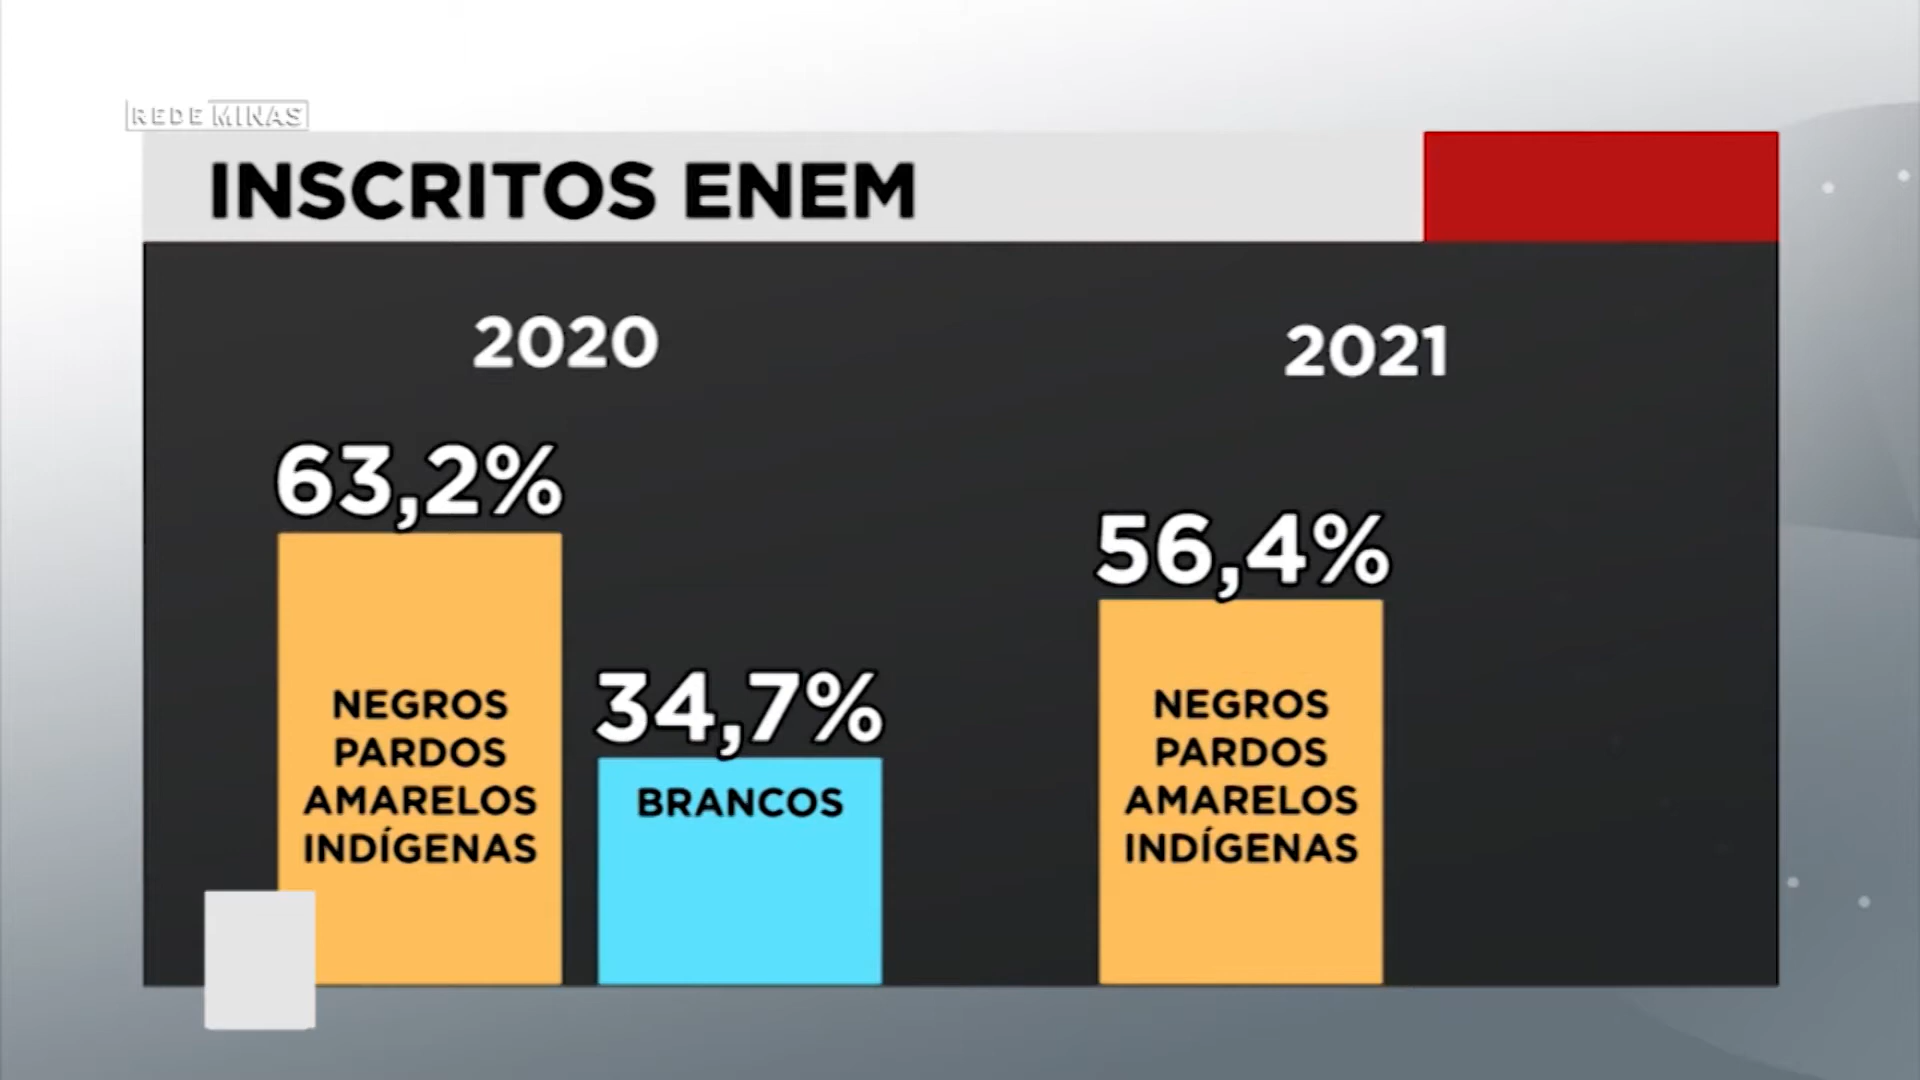 REDE MINAS
INSCRITOS ENEM
2020
63,2%
NEGROS
PARDOS
AMARELOS
INDÍGENAS
34,7%
BRANCOS
2021
56,4%
NEGROS
PARDOS
AMARELOS
INDÍGENAS